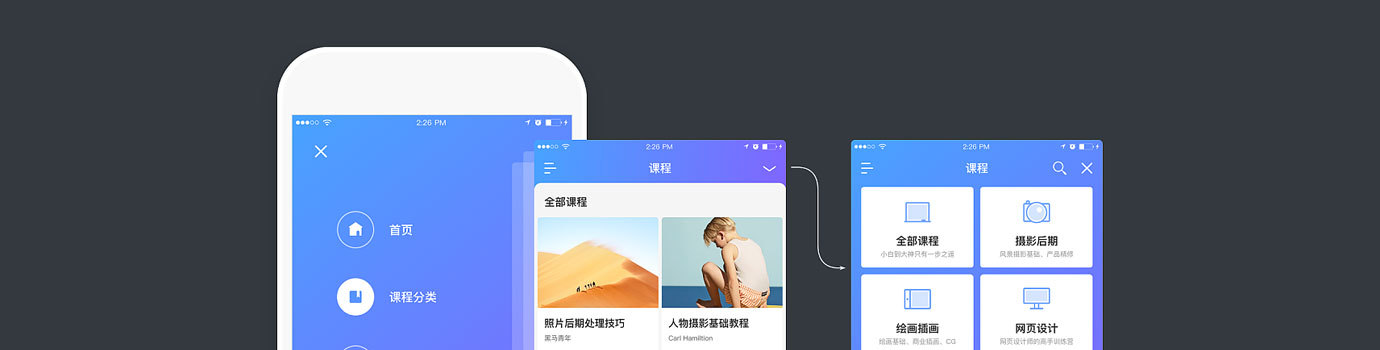 2:26 PM
首页
课程分类
2:26 PM
课程
全部课程
照片后期处理技巧
黑马青年
人物摄影基础教程
Carl Hamiltion
2:26 PM
课程
全部课程
小白到大神只有一步之遥
摄影后期
风景摄影基础、产品精修
绘画插画
绘画基础、商业插画、CG
网页设计
网页设计师的高手训练营